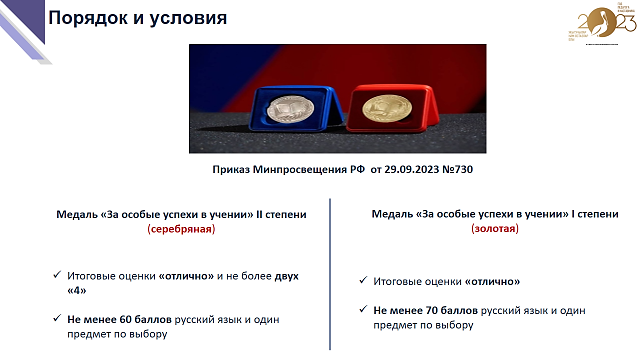 Порядок и условия
2023
Приказ Минпросвещения РФ от 29.09.2023 №730
Медаль «За особые успехи в учении» II степени
(серебряная)
✓ Итоговые оценки «отлично» и не более двух
«4»
✓ Не менее 60 баллов русский язык и один
предмет по выбору
Медаль «За особые успехи в учении» I степени
(золотая)
✓ Итоговые оценки «отлично»
✓ Не менее 70 баллов русский язык и один
предмет по выбору